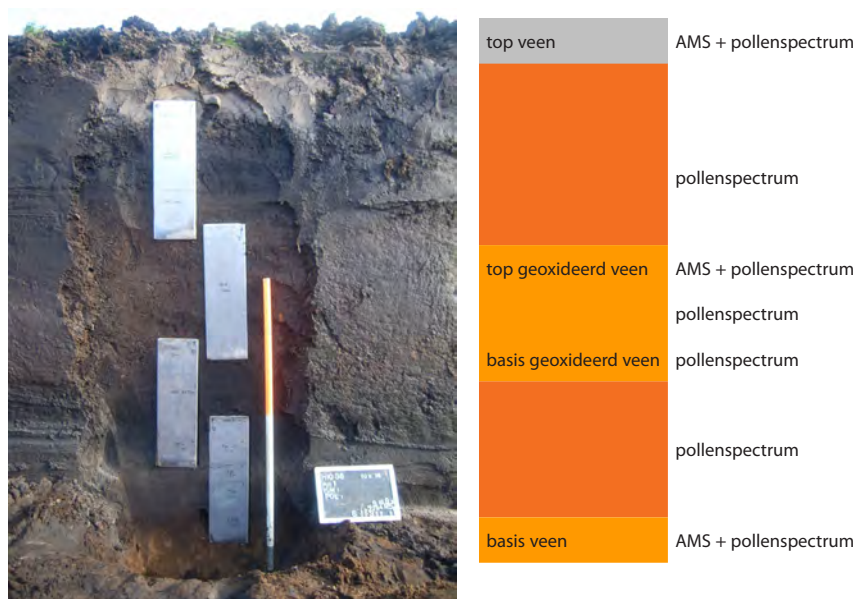 top veen AMS + pollenspectrum
pollenspectrum
top geoxideerd veen AMS + pollenspectrum
pollenspectrum
basis geoxideerd veen pollenspectrum
pollenspectrum
basis veen AMS + pollenspectrum